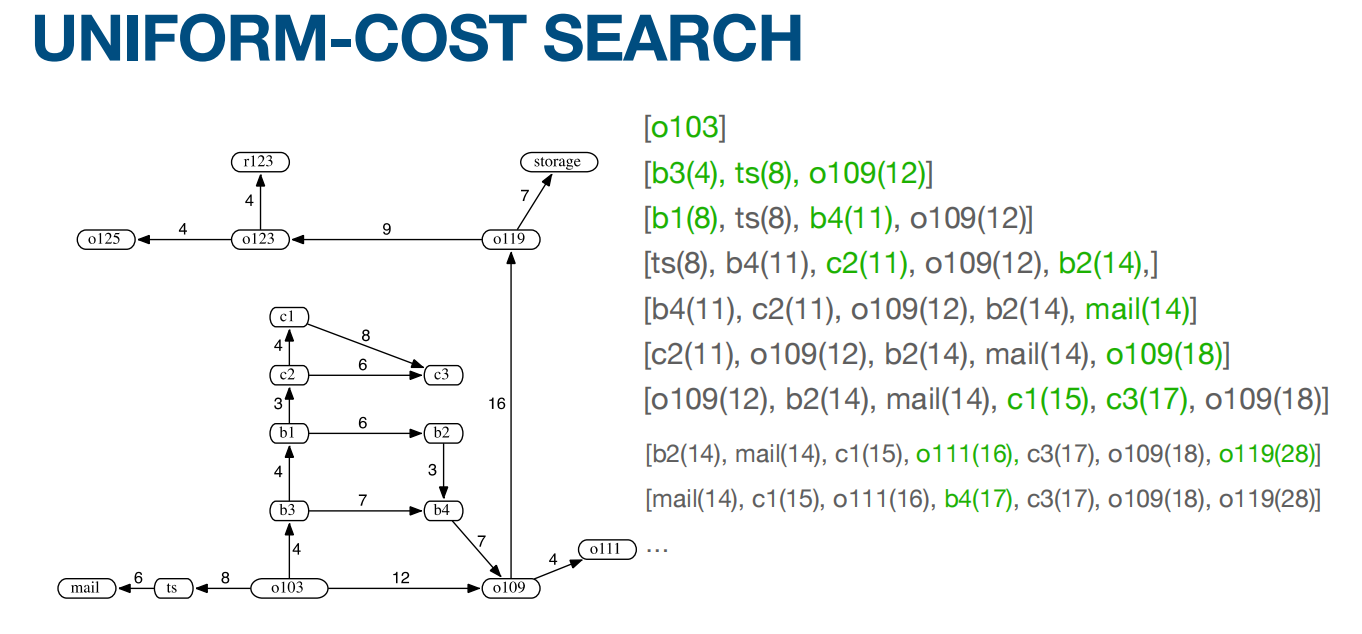 UNIFORM-COST SEARCH
[o103]
[b3(4), ts(8), o109(12)]
[b1(8), ts(8), b4(11), o109(12)]
[ts(8), b4(11), c2(11), o109(12), b2(14),]
[b4(11), c2(11), o109(12), b2(14), mail(14)]
[c2(11), o109(12), b2(14), mail(14), o109(18)]
[o109(12), b2(14), mail(14), c1(15), c3(17), o109(18)]
[b2(14), mail(14), c1(15), o111(16), c3(17), o109(18), o119(28)]
[mail(14), c1(15), o111(16), b4(17), c3(17), o109(18), o119(28)]
...
r123 storage
4 7
o125 4 o123 9 o119
c1
4 8
c2 6 c3
3 16
b1 6 b2
4 3
b3 7 b4
4 7
4 o111
mail 6 ts 8 o103 12 o109